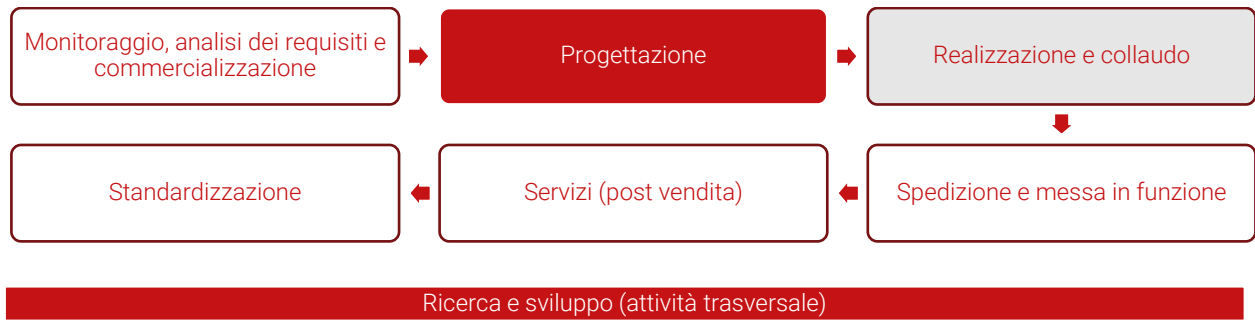 Monitoraggio, analisi dei requisiti e
commercializzazione
Progettazione
Realizzazione e collaudo
Standardizzazione
Servizi (post vendita)
Spedizione e messa in funzione
Ricerca e sviluppo (attività trasversale)